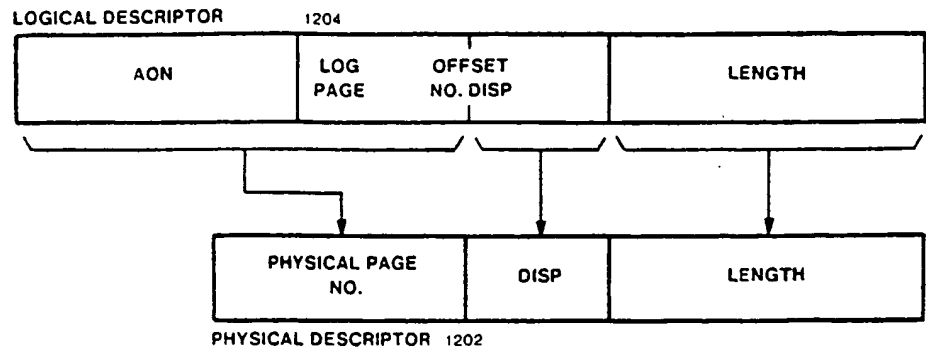 LOGICAL DESCRIPTOR 1204
AON
LOG PAGE
OFFSET NO. DISP
LENGTH
PHYSICAL PAGE NO.
DISP
LENGTH
PHYSICAL DESCRIPTOR 1202